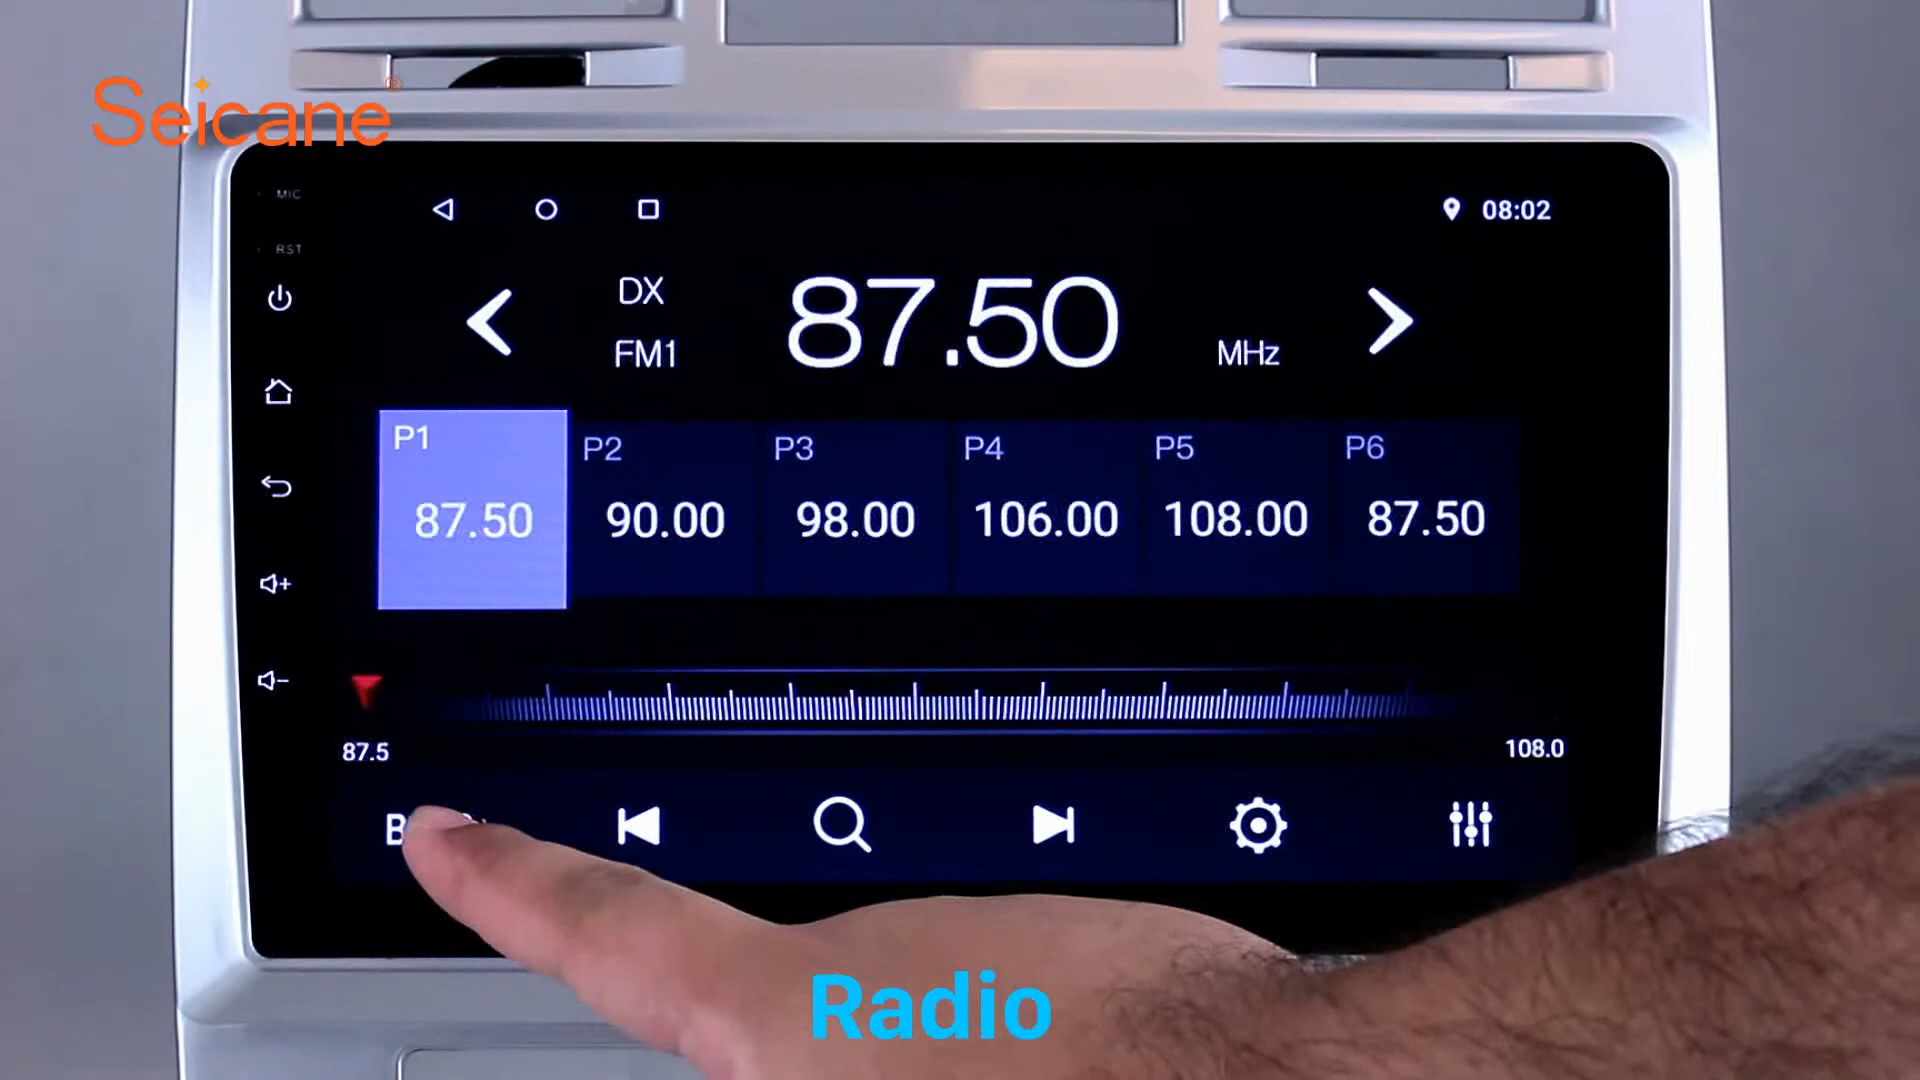 Seicane®
MIC
RST
08:02
DX
FM1
87.50
MHz
P1
P2
P3
P4
P5
P6
87.50
90.00
98.00
106.00
108.00
87.50
87.5
108.0
Radio